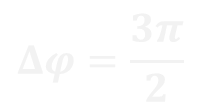 Δφ = 3π/2